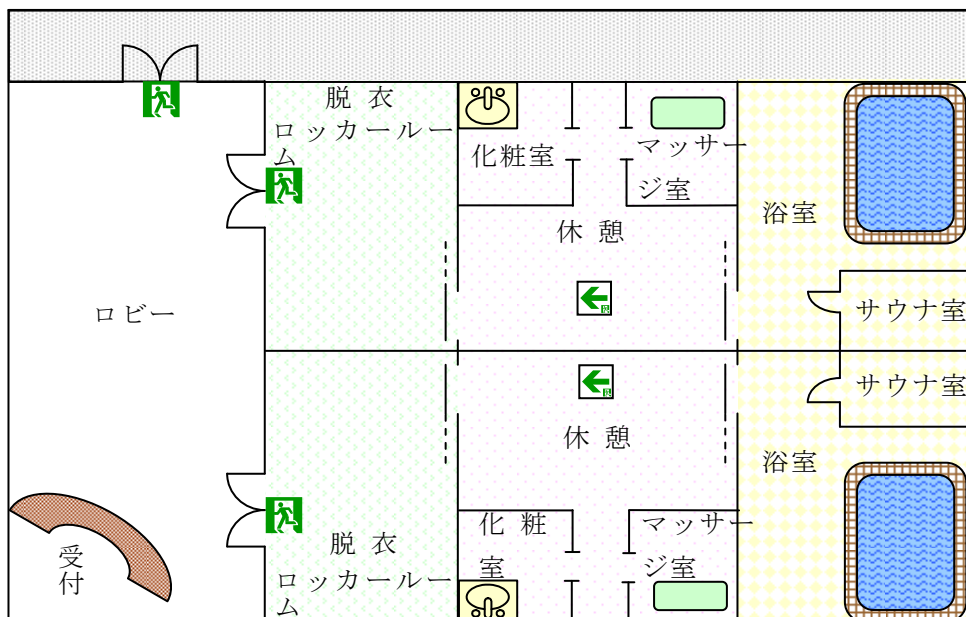 脱 衣
ロッカールー
ム
化粧室
マッサー
ジ室
浴室
休 憩
ロビー
サウナ室
サウナ室
休 憩
浴室
化 粧
室
マッサー
ジ室
脱 衣
ロッカールー
ム
受
付